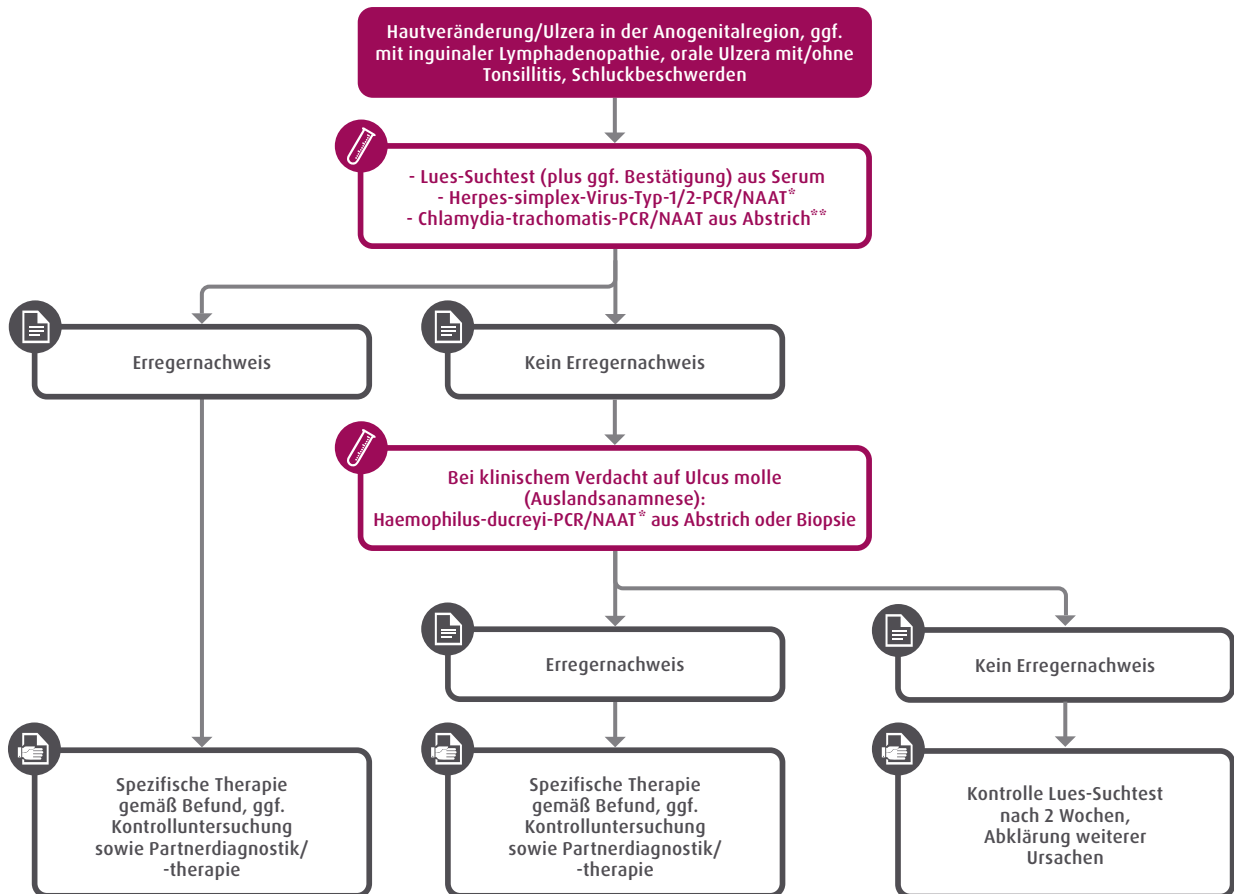 Hautveränderung/Ulzera in der Anogenitalregion, ggf.
mit inguinaler Lymphadenopathie, orale Ulzera mit/ohne
Tonsillitis, Schluckbeschwerden
- Lues-Suchtest (plus ggf. Bestätigung) aus Serum
- Herpes-simplex-Virus-Typ-1/2-PCR/NAAT*
- Chlamydia-trachomatis-PCR/NAAT aus Abstrich**
Erregernachweis
Kein Erregernachweis
Bei klinischem Verdacht auf Ulcus molle
(Auslandsanamnese):
Haemophilus-ducreyi-PCR/NAAT* aus Abstrich oder Biopsie
Erregernachweis
Kein Erregernachweis
Spezifische Therapie
gemäß Befund, ggf.
Kontrolluntersuchung
sowie Partnerdiagnostik/
-therapie
Spezifische Therapie
gemäß Befund, ggf.
Kontrolluntersuchung
sowie Partnerdiagnostik/
-therapie
Kontrolle Lues-Suchtest
nach 2 Wochen,
Abklärung weiterer
Ursachen